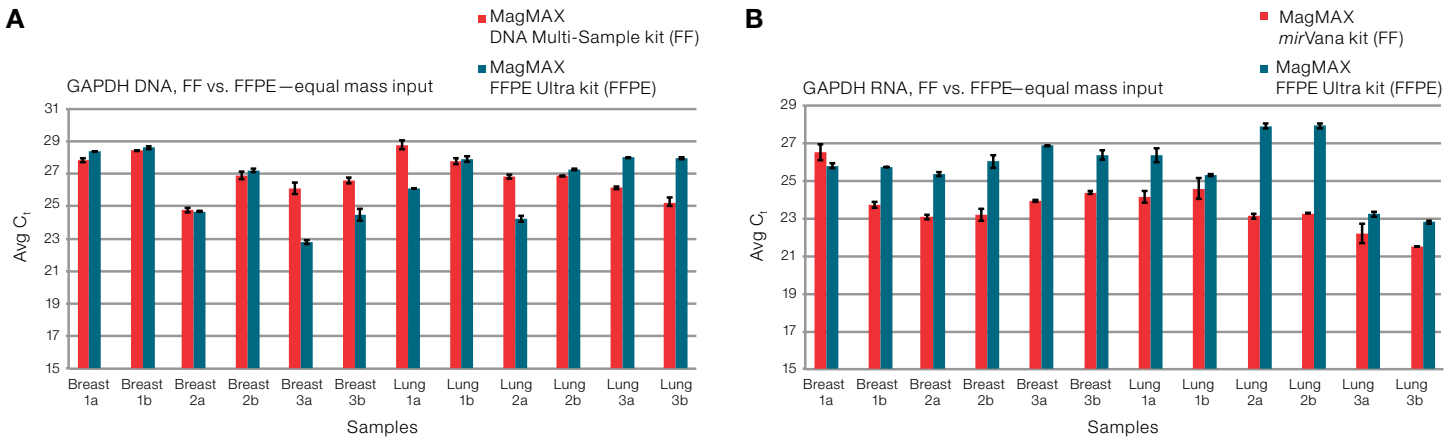 A
MagMAX
DNA Multi-Sample kit (FF)
MagMAX
FFPE Ultra kit (FFPE)
GAPDH DNA, FF vs. FFPE—equal mass input
Avg Ct
31
29
27
25
23
21
19
17
15
Breast 1a
Breast 1b
Breast 2a
Breast 2b
Breast 3a
Breast 3b
Lung 1a
Lung 1b
Lung 2a
Lung 2b
Lung 3a
Lung 3b
Samples
B
MagMAX
mirVana kit (FF)
MagMAX
FFPE Ultra kit (FFPE)
GAPDH RNA, FF vs. FFPE—equal mass input
Avg Ct
29
27
25
23
21
19
17
15
Breast 1a
Breast 1b
Breast 2a
Breast 2b
Breast 3a
Breast 3b
Lung 1a
Lung 1b
Lung 2a
Lung 2b
Lung 3a
Lung 3b
Samples